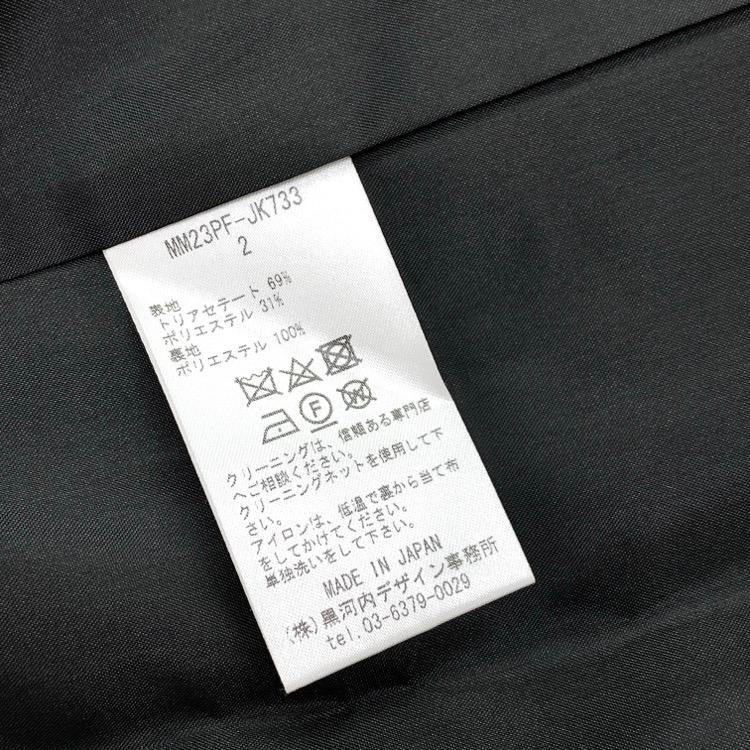 MM23PF-JK733
2
表地
トリアセテート 69%
ポリエステル 31%
裏地
ポリエステル 100%
F
W
クリーニングは、信頼ある専門店
へご相談ください。
クリーニングネットを使用して下
さい。
アイロンは、低温で裏から当て布
をしてかけてください。
単独洗いをして下さい。
MADE IN JAPAN
(株)黒河内デザイン事務所
tel.03-6379-0029